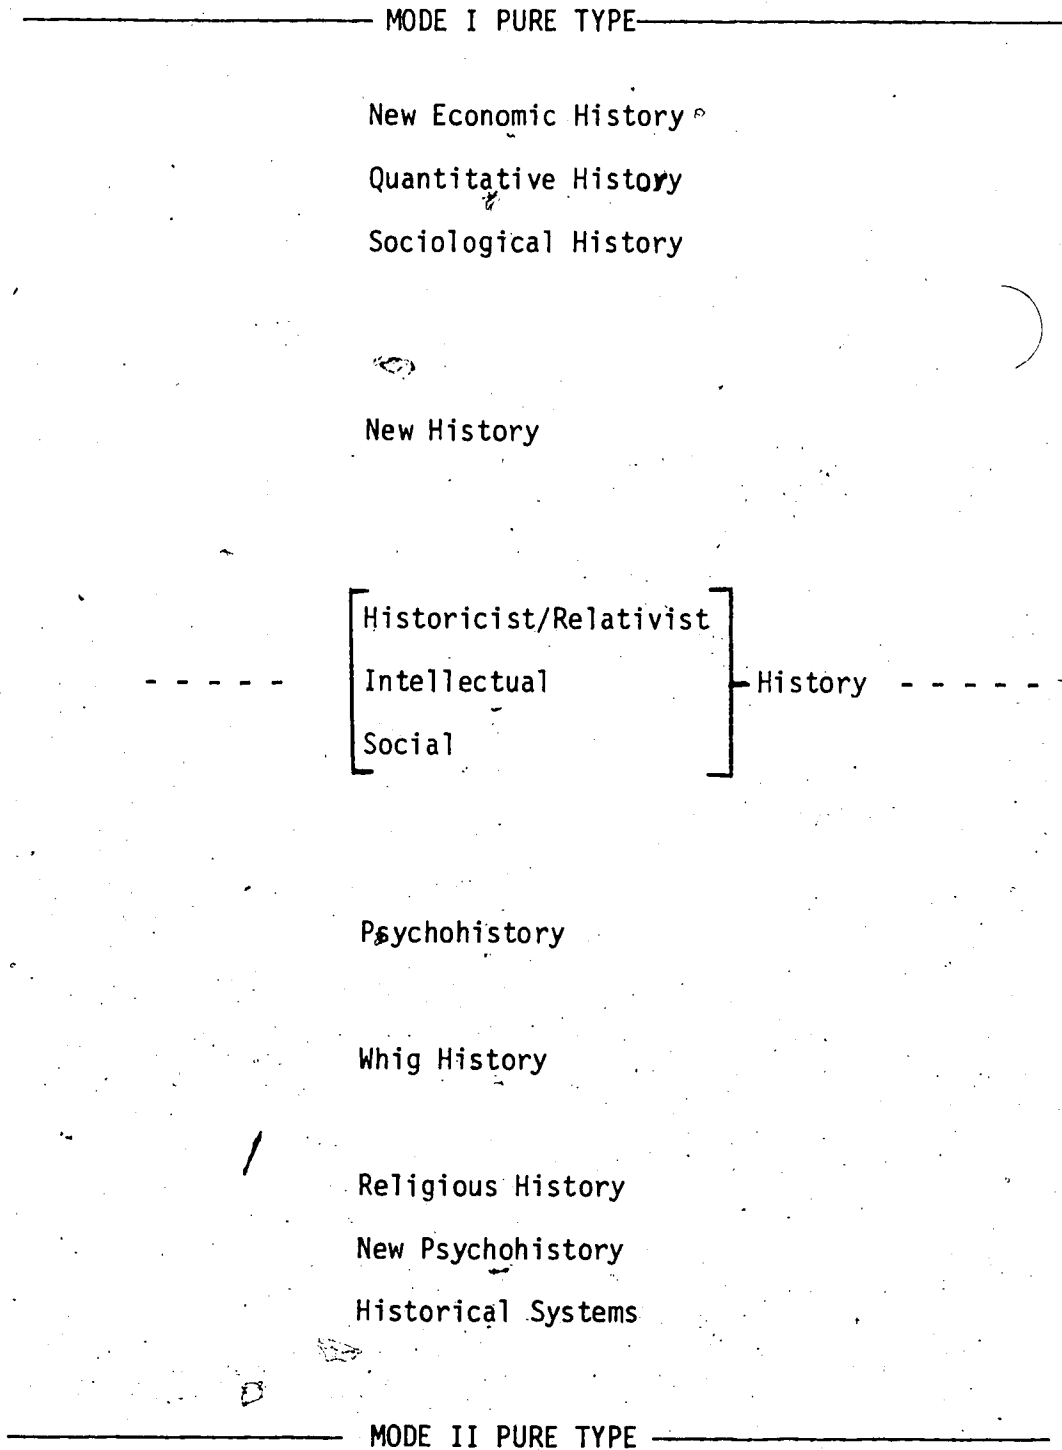 MODE I PURE TYPE
New Economic History
Quantitative History
Sociological History
New History
Historicist/Relativist
Intellectual History
Social
Psychohistory
Whig History
Religious History
New Psychohistory
Historical Systems
MODE II PURE TYPE